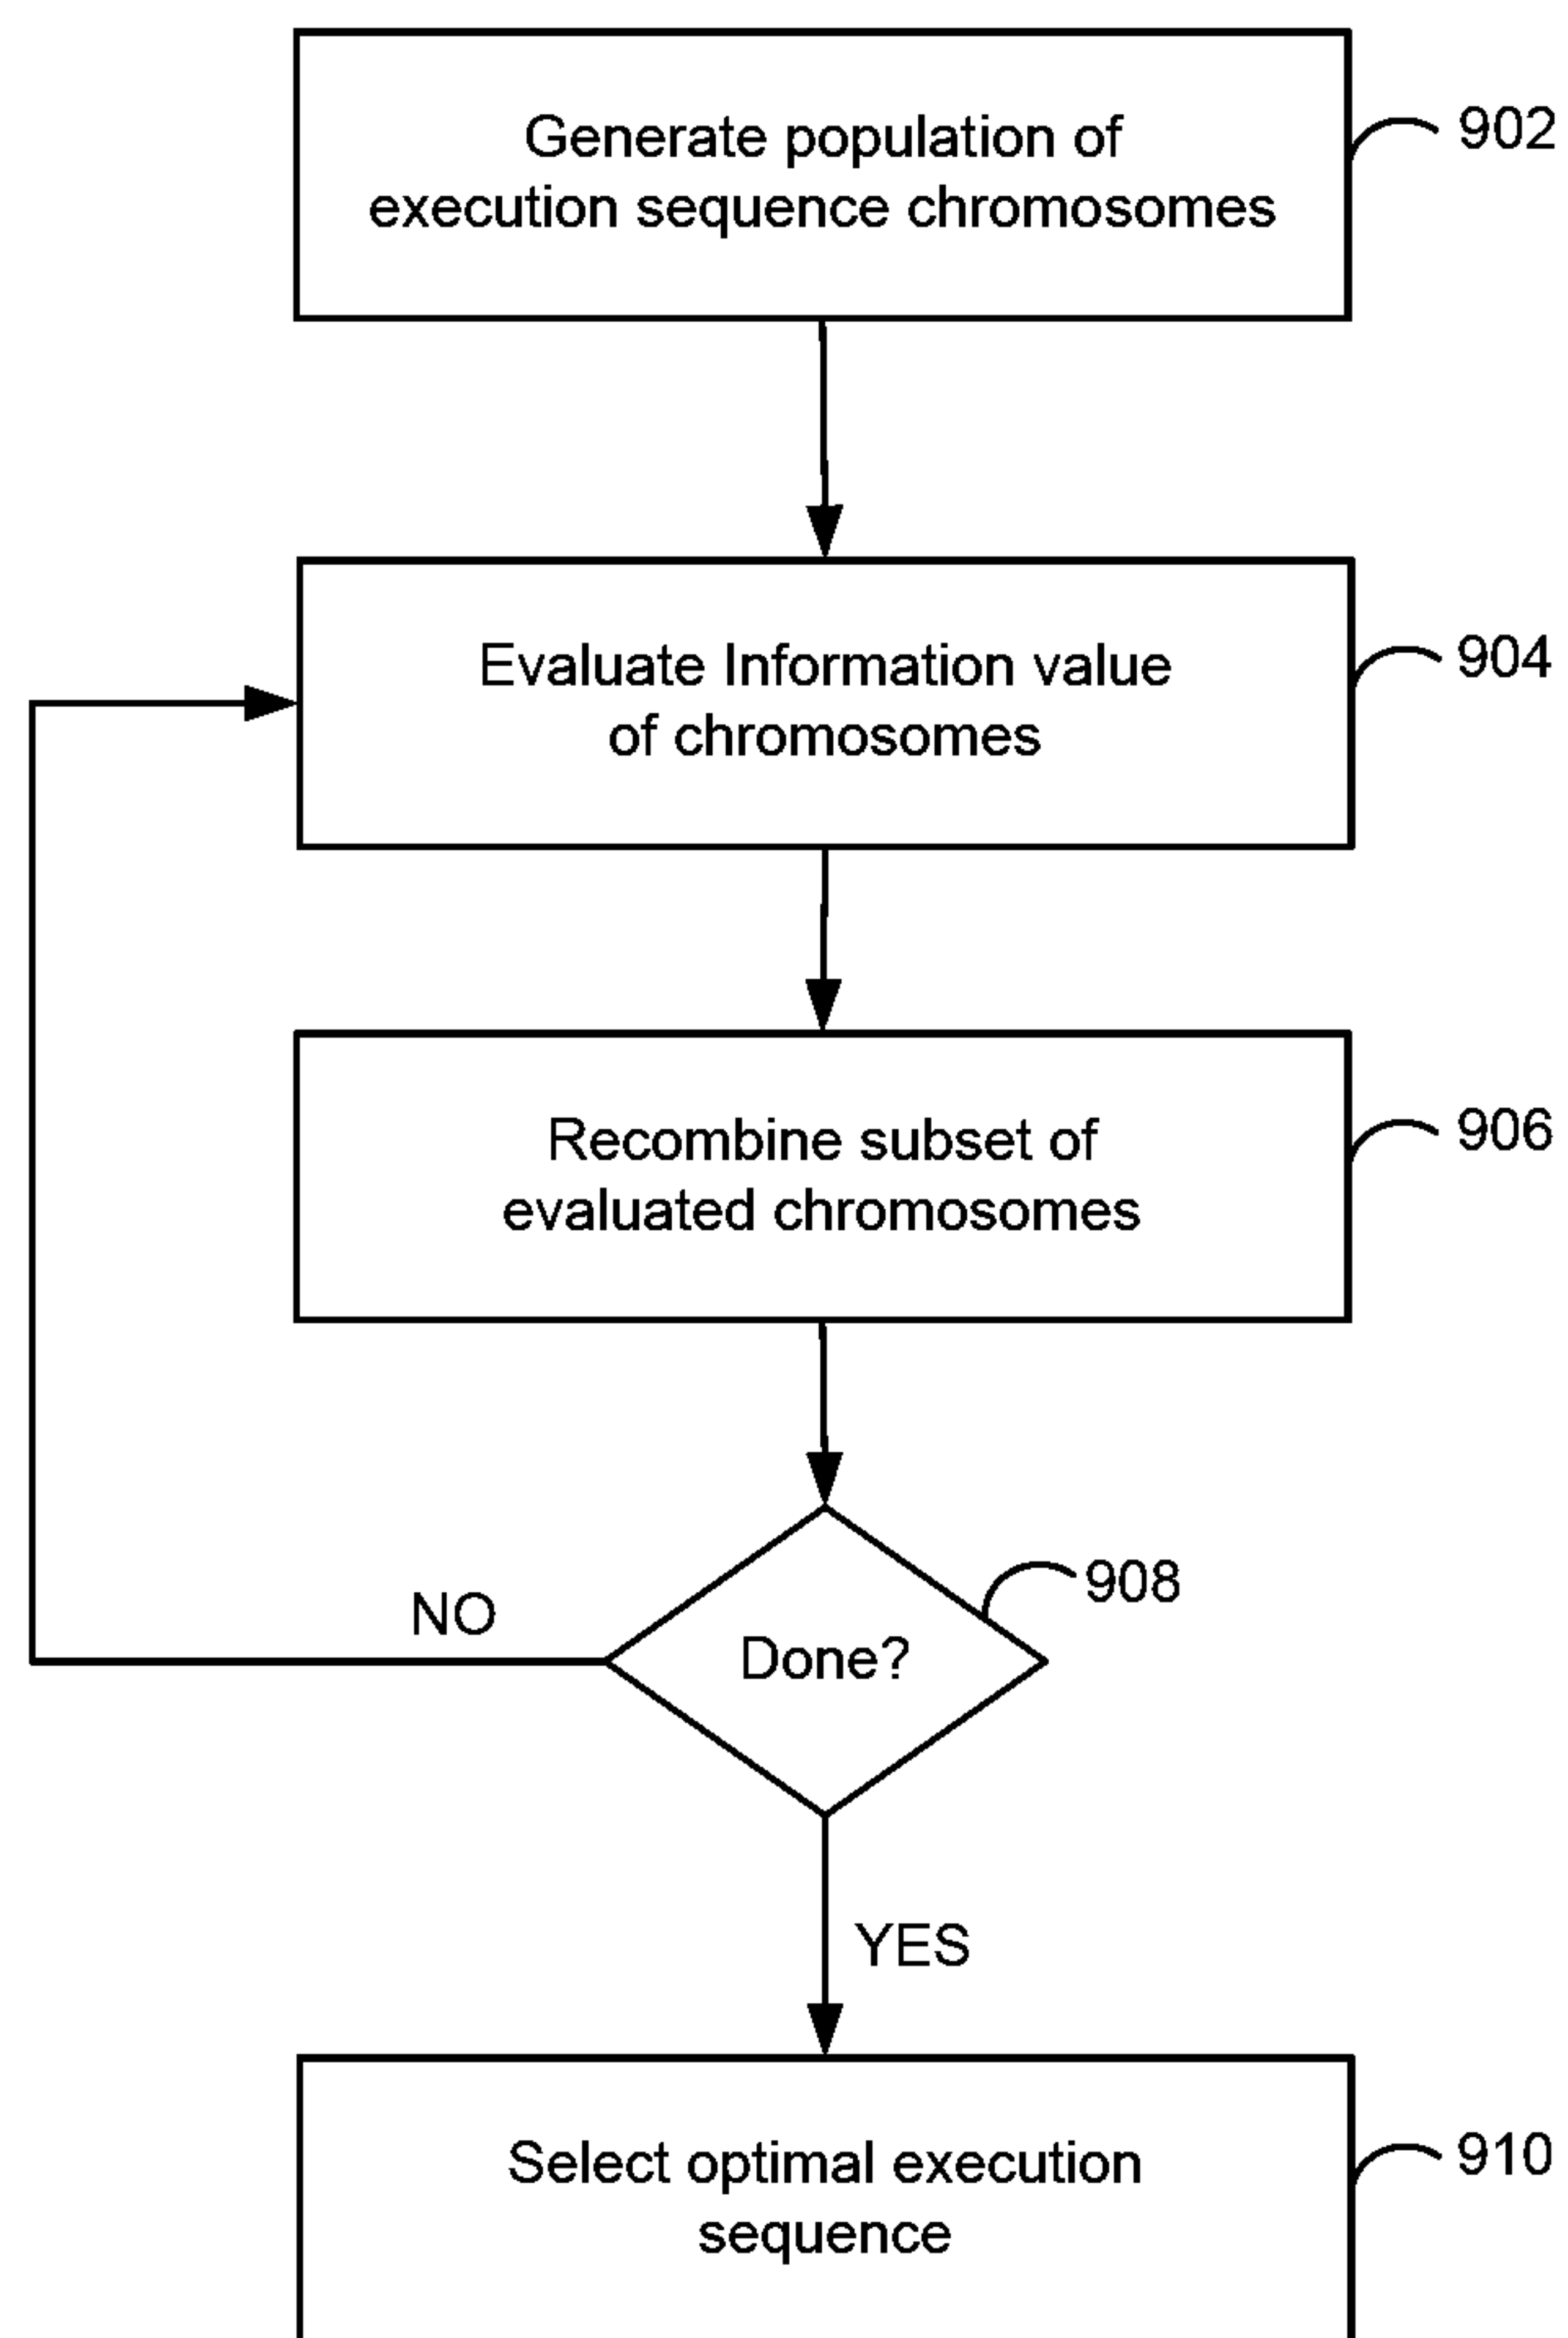 Generate population of
execution sequence chromosomes
902
Evaluate Information value
of chromosomes
904
Recombine subset of
evaluated chromosomes
906
908
NO
Done?
YES
Select optimal execution
sequence
910